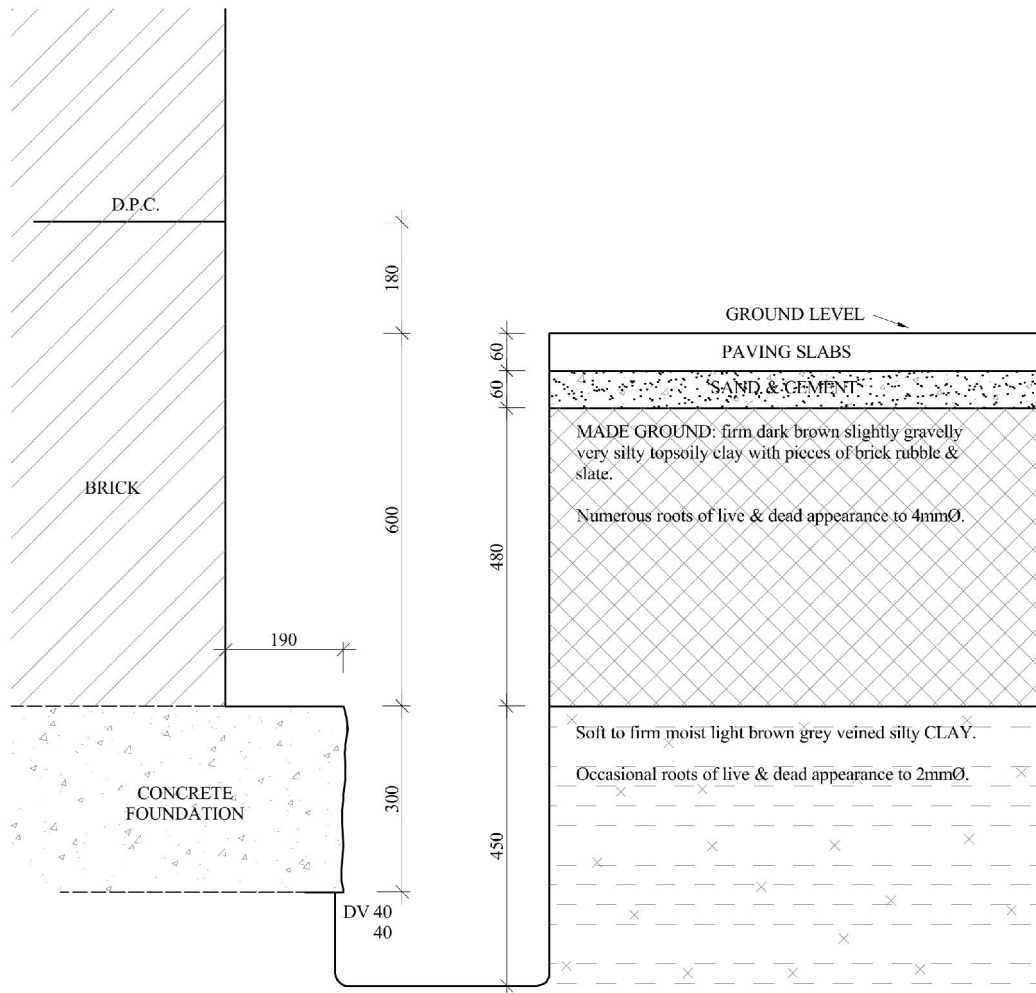 D.P.C.
180
GROUND LEVEL
60
PAVING SLABS
60
SAND & CEMENT
MADE GROUND: firm dark brown slightly gravelly
very silty topsoily clay with pieces of brick rubble &
slate.
Numerous roots of live & dead appearance to 4mmØ.
BRICK
600
480
190
Soft to firm moist light brown grey veined silty CLAY.
Occasional roots of live & dead appearance to 2mmØ.
CONCRETE
FOUNDATION
300
450
DV 40
40